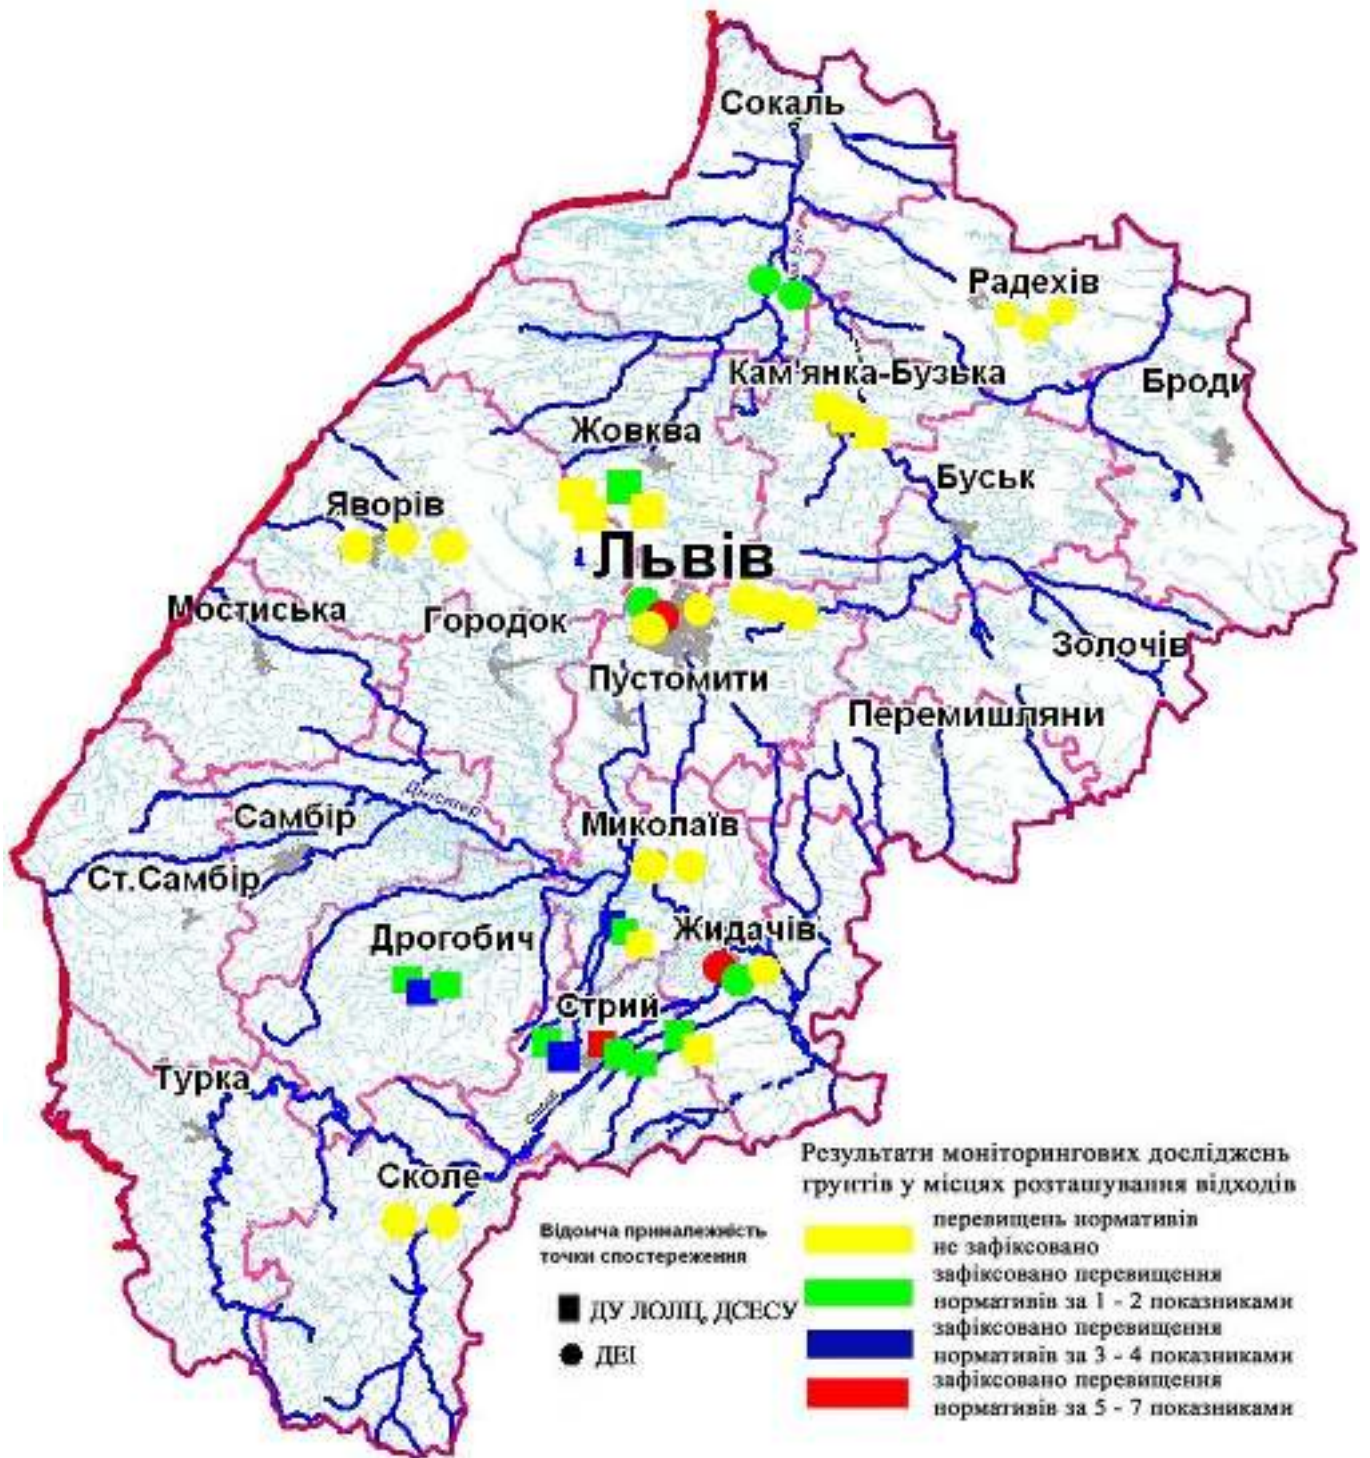 Сокаль
Радехів
Кам'янка-Бузька
Броди
Жовква
Буськ
Яворів
Львів
Мостиська
Городок
Золочів
Пустомити
Перемишляни
Дністер
Самбір
Миколаїв
Ст.Самбір
Дрогобич
Жидачів
Стрий
Турка
Сколе
Результати моніторингових досліджень
грунтів у місцях розташування відходів
Відомча приналежність
точки спостереження
ДУ ЛОЛЦ, ДСЕСУ
ДЕІ
перевищень нормативів
не зафіксовано
зафіксовано перевищення
нормативів за 1 - 2 показниками
зафіксовано перевищення
нормативів за 3 - 4 показниками
зафіксовано перевищення
нормативів за 5 - 7 показниками